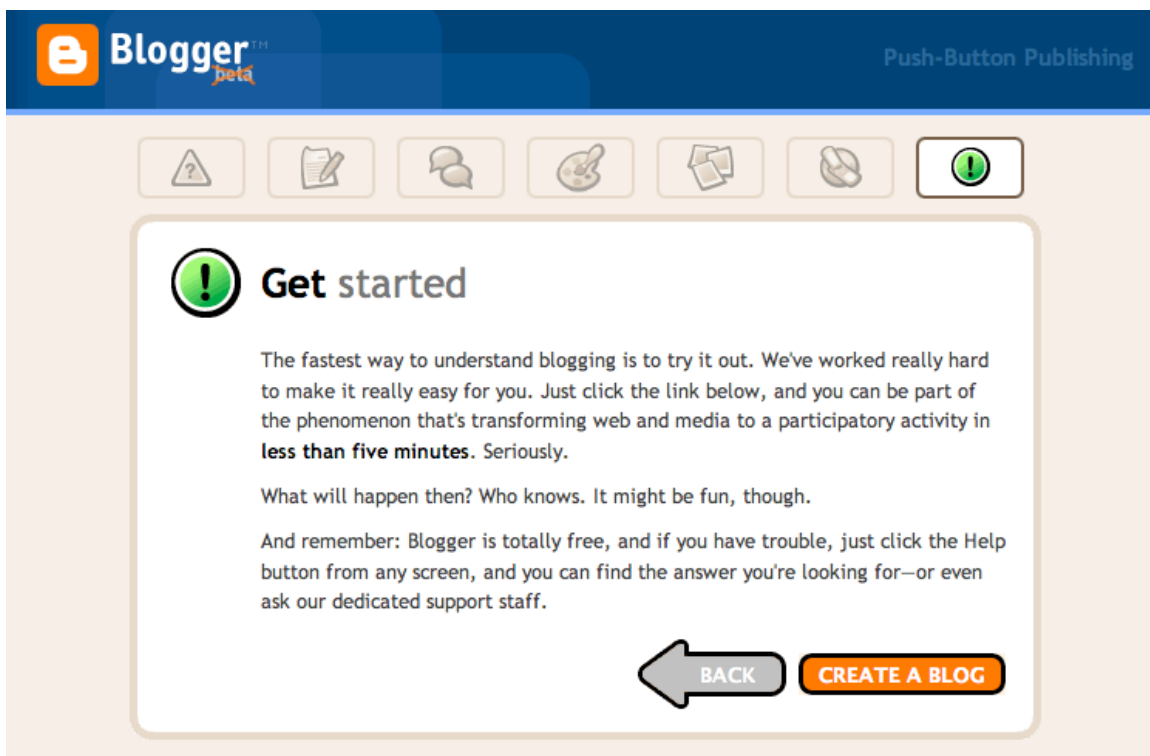 Blogger™
beta
Push-Button Publishing
?
!
! Get started
The fastest way to understand blogging is to try it out. We've worked really hard
to make it really easy for you. Just click the link below, and you can be part of
the phenomenon that's transforming web and media to a participatory activity in
less than five minutes. Seriously.
What will happen then? Who knows. It might be fun, though.
And remember: Blogger is totally free, and if you have trouble, just click the Help
button from any screen, and you can find the answer you're looking for—or even
ask our dedicated support staff.
BACK
CREATE A BLOG